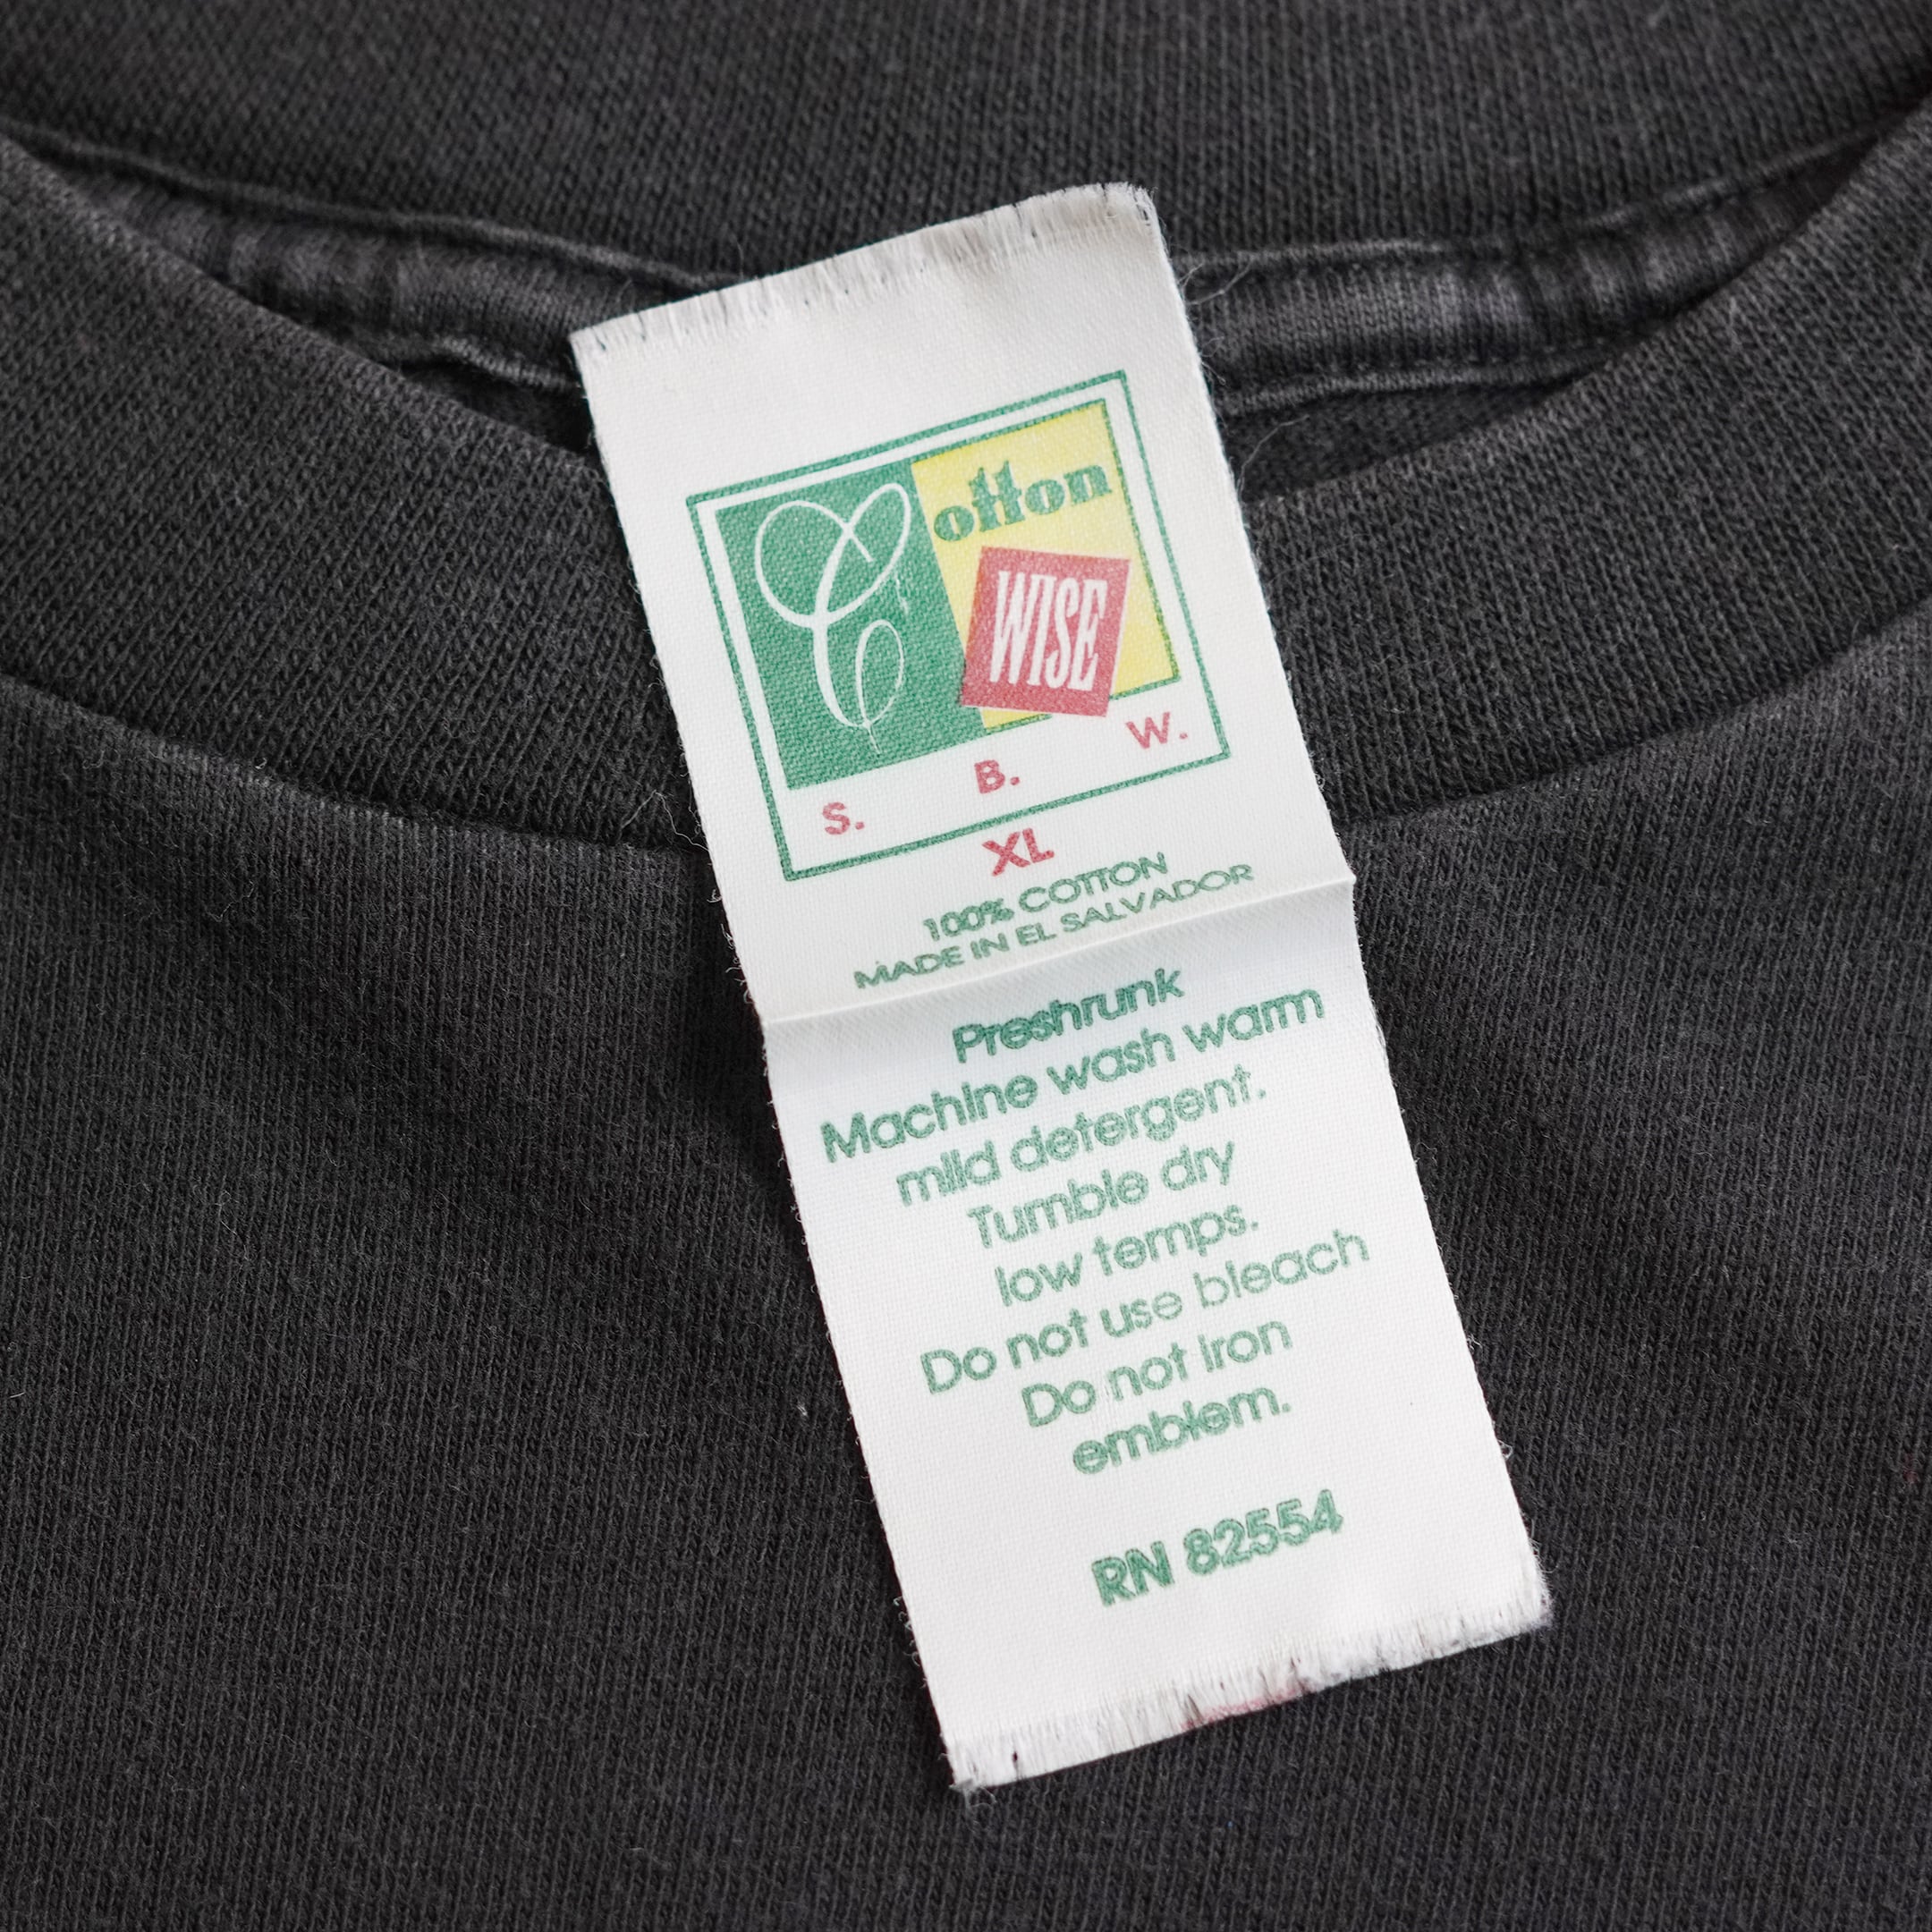 Cotton
WISE
S. B. W.
XL
100% COTTON
MADE IN EL SALVADOR
Preshrunk
Machine wash warm
mild detergent.
Tumble dry
low temps.
Do not use bleach
Do not iron
emblem.
RN 82554